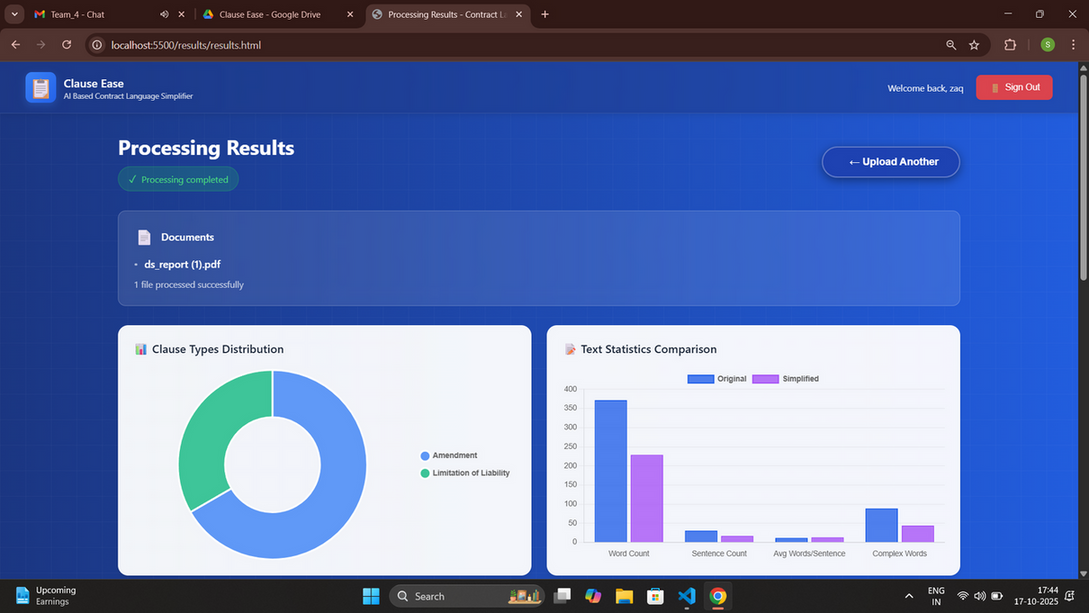 Team_4 - Chat
Clause Ease - Google Drive
Processing Results - Contract L
localhost:5500/results/results.html
S
Clause Ease
AI Based Contract Language Simplifier
Welcome back, zaq
Sign Out
Processing Results
✓ Processing completed
← Upload Another
Documents
• ds_report (1).pdf
1 file processed successfully
Clause Types Distribution
Amendment
Limitation of Liability
Text Statistics Comparison
Original
Simplified
400
350
300
250
200
150
100
50
0
Word Count
Sentence Count
Avg Words/Sentence
Complex Words
Upcoming
Earnings
Search
ENG
IN
17:44
17-10-2025